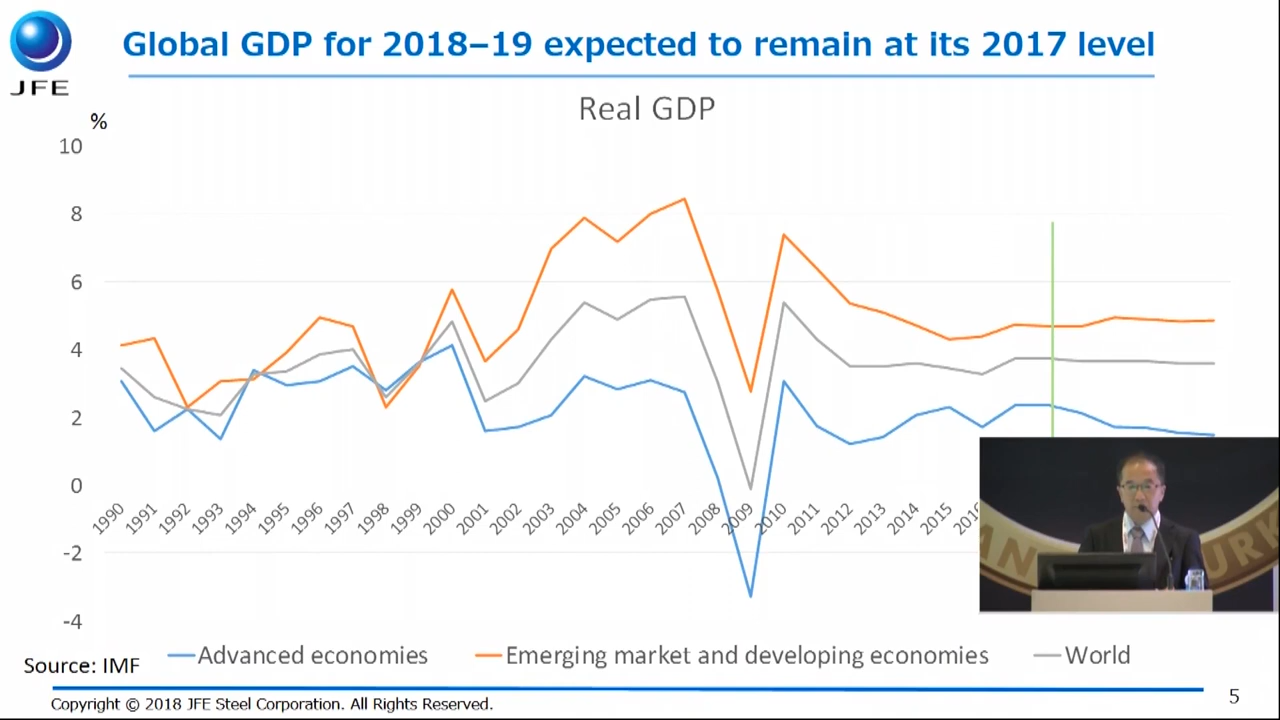 JFE
Global GDP for 2018–19 expected to remain at its 2017 level
Real GDP
%
10
8
6
4
2
0
-2
-4
1990 1991 1992 1993 1994 1995 1996 1997 1998 1999 2000 2001 2002 2003 2004 2005 2006 2007 2008 2009 2010 2011 2012 2013 2014 2015
AN
URK
Advanced economies Emerging market and developing economies World
Source: IMF
Copyright © 2018 JFE Steel Corporation. All Rights Reserved.
5